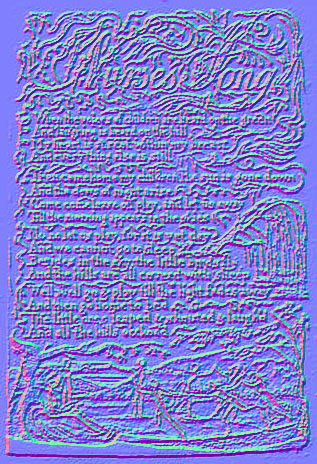 Nurse's Song
When the voices of children are heard on the green
And laughing is heard on the hill
My heart is at rest within my breast
And every thing else is still
Then come home my children the sun is gone down
And the dews of night arise
Come come leave off play, and let us away
Till the morning appears in the skies
No no let us play, for it is yet day
And we cannot go to sleep
Besides in the sky, the little birds fly
And the hills are all coverd with sheep
Well well go & play till the light fades away
And then go home to bed
The little ones leaped & shouted & laugh'd
And all the hills ecchoed